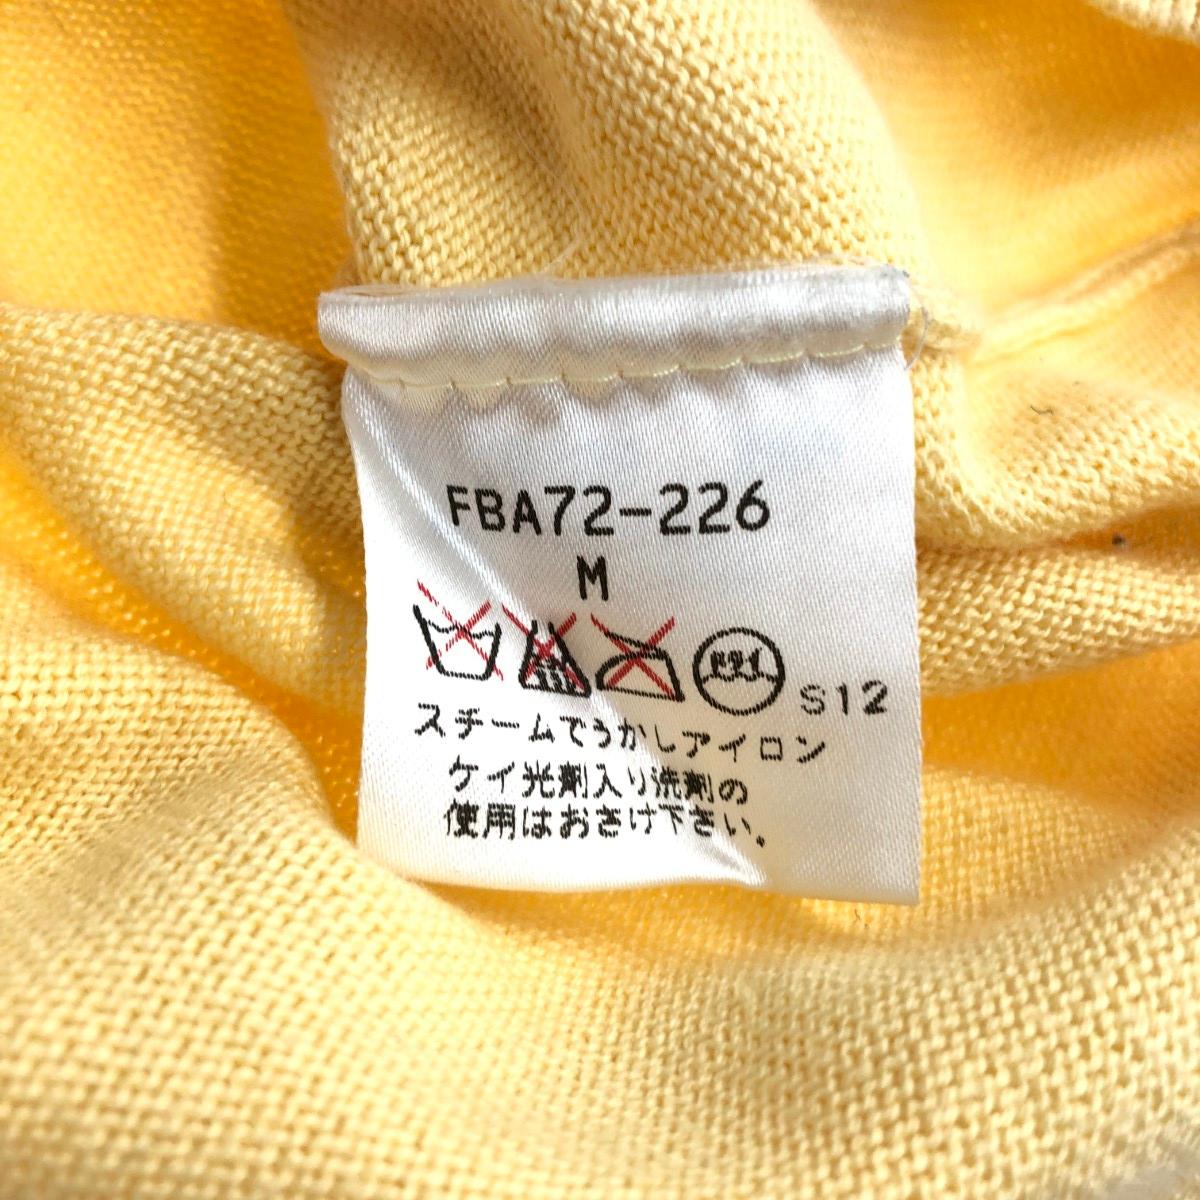 FBA72-226
M
ドライ S12
スチームでうかしアイロン
ケイ光剤入り洗剤の
使用はおさけ下さい。